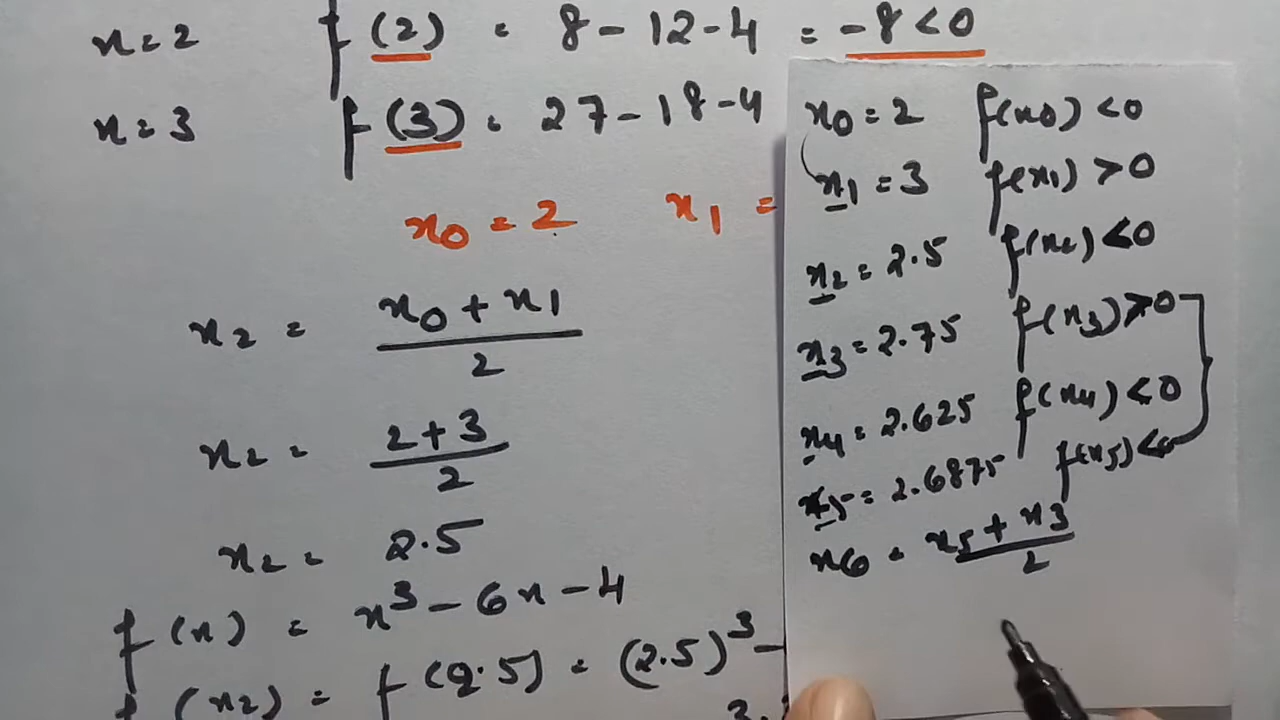 x=2 f(2) = 8-12-4 = -8<0
x=3 f(3) = 27-18-4
x0 = 2 x1 =
x2 = x0 + x1 / 2
x2 = 2+3 / 2
x2 = 2.5
f(x) = x^3 - 6x - 4
f(x2) = f(2.5) = (2.5)^3 -
x0 = 2 f(x0) <0
x1 = 3 f(x1) >0
x2 = 2.5 f(x2) <0
x3 = 2.75 f(x3) >0
x4 = 2.625 f(x4) <0
x5 = 2.6875 f(x5) <0
x6 = x5 + x3 / 2